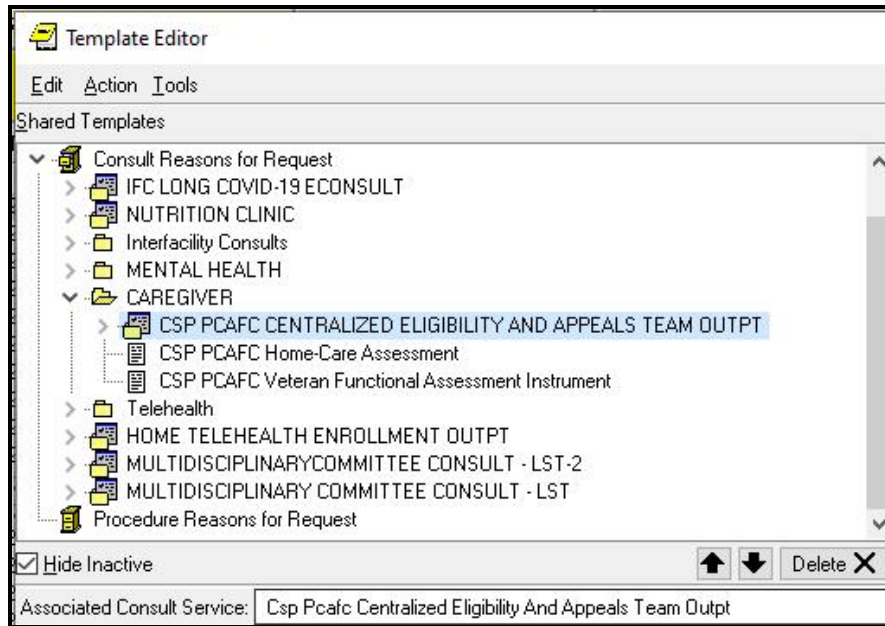 Template Editor
Edit Action Tools
Shared Templates
Consult Reasons for Request
IFC LONG COVID-19 ECONSULT
NUTRITION CLINIC
Interfacility Consults
MENTAL HEALTH
CAREGIVER
CSP PCAFC CENTRALIZED ELIGIBILITY AND APPEALS TEAM OUTPT
CSP PCAFC Home-Care Assessment
CSP PCAFC Veteran Functional Assessment Instrument
Telehealth
HOME TELEHEALTH ENROLLMENT OUTPT
MULTIDISCIPLINARYCOMMITTEE CONSULT - LST-2
MULTIDISCIPLINARY COMMITTEE CONSULT - LST
Procedure Reasons for Request
Hide Inactive Delete
Associated Consult Service: Csp Pcafc Centralized Eligibility And Appeals Team Outpt